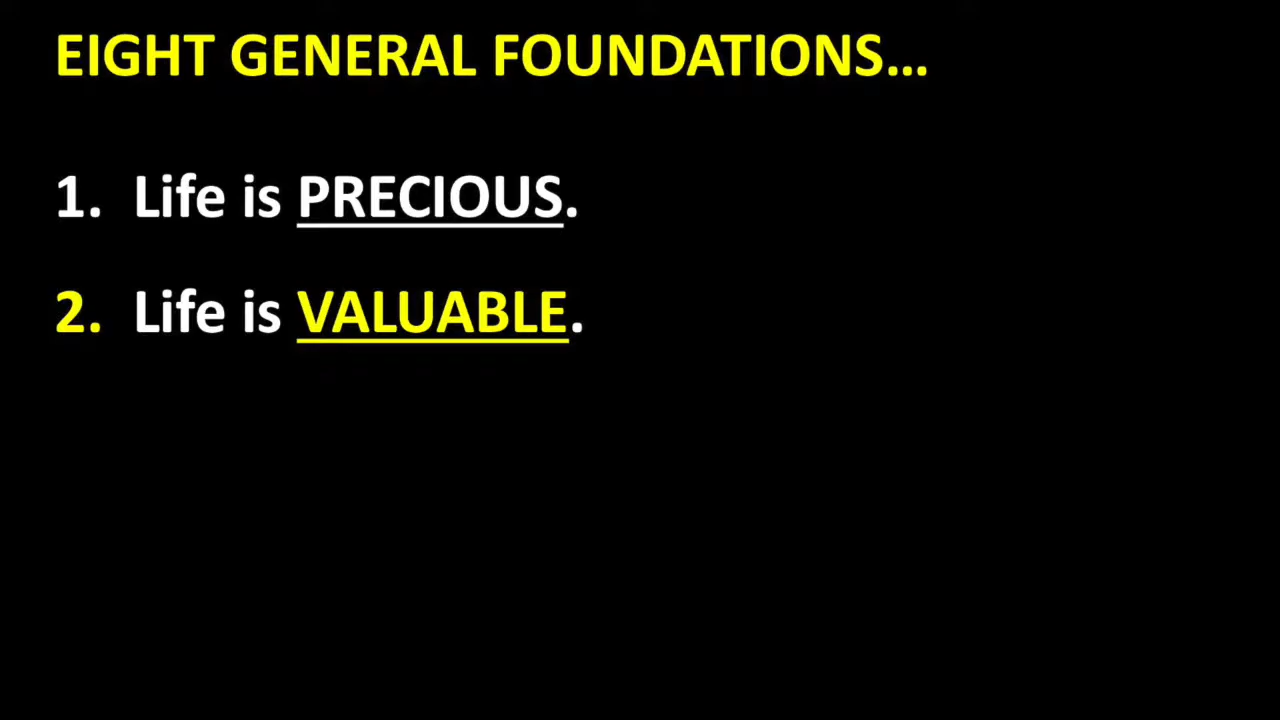 EIGHT GENERAL FOUNDATIONS...
1. Life is PRECIOUS.
2. Life is VALUABLE.